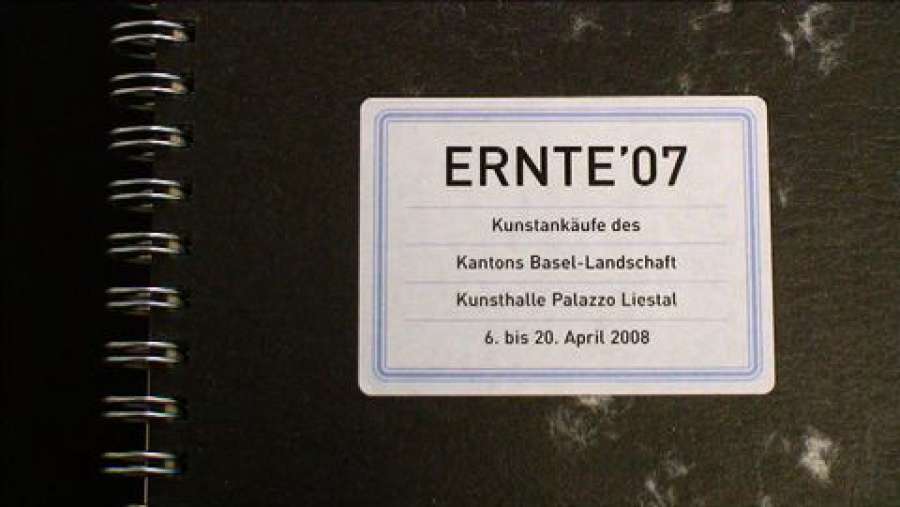 ERNTE’07
Kunstankäufe des
Kantons Basel-Landschaft
Kunsthalle Palazzo Liestal
6. bis 20. April 2008